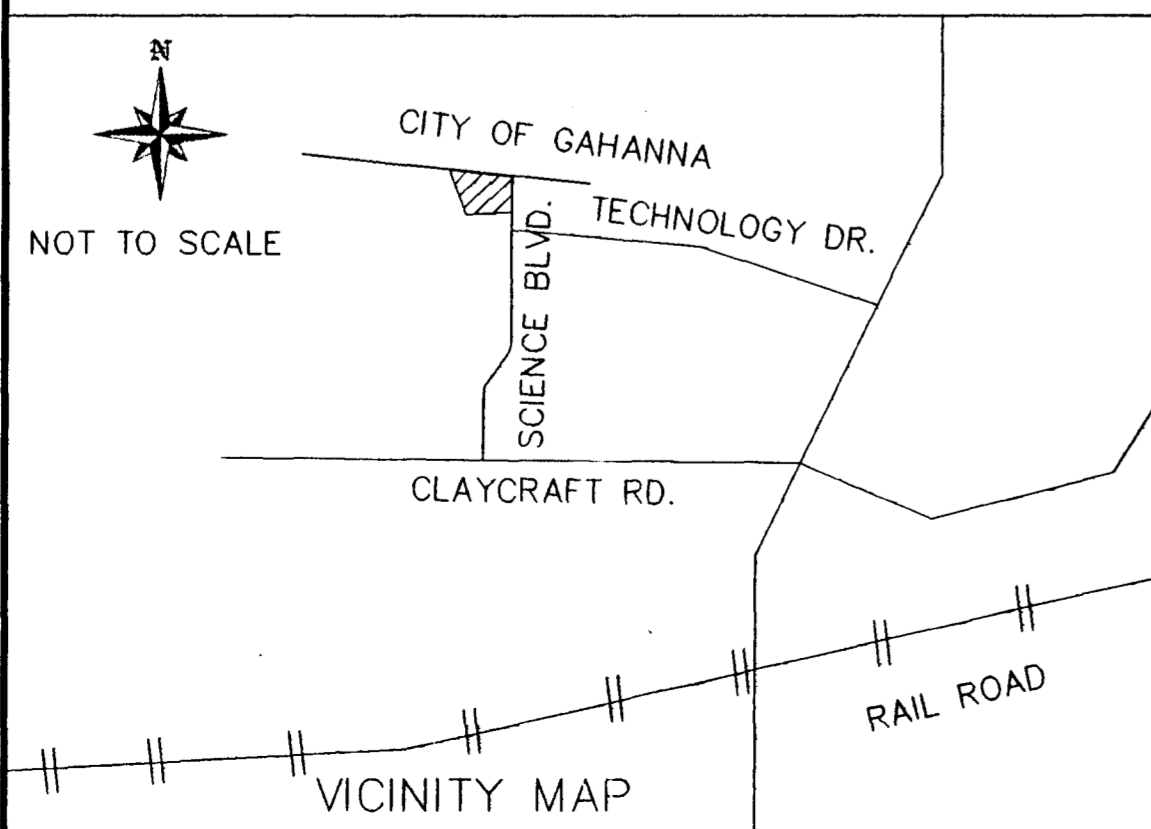 N
NOT TO SCALE
CITY OF GAHANNA
TECHNOLOGY DR.
SCIENCE BLVD.
CLAYCRAFT RD.
RAIL ROAD
VICINITY MAP